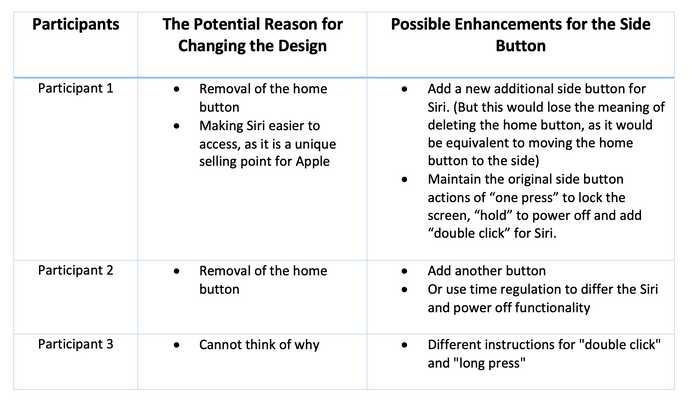 Participants
The Potential Reason for
Changing the Design
Possible Enhancements for the Side
Button
Participant 1
• Removal of the home
button
• Making Siri easier to
access, as it is a unique
selling point for Apple
• Add a new additional side button for
Siri. (But this would lose the meaning of
deleting the home button, as it would
be equivalent to moving the home
button to the side)
• Maintain the original side button
actions of “one press” to lock the
screen, “hold” to power off and add
“double click” for Siri.
Participant 2
• Removal of the home
button
• Add another button
• Or use time regulation to differ the Siri
and power off functionality
Participant 3
• Cannot think of why
• Different instructions for "double click"
and "long press"